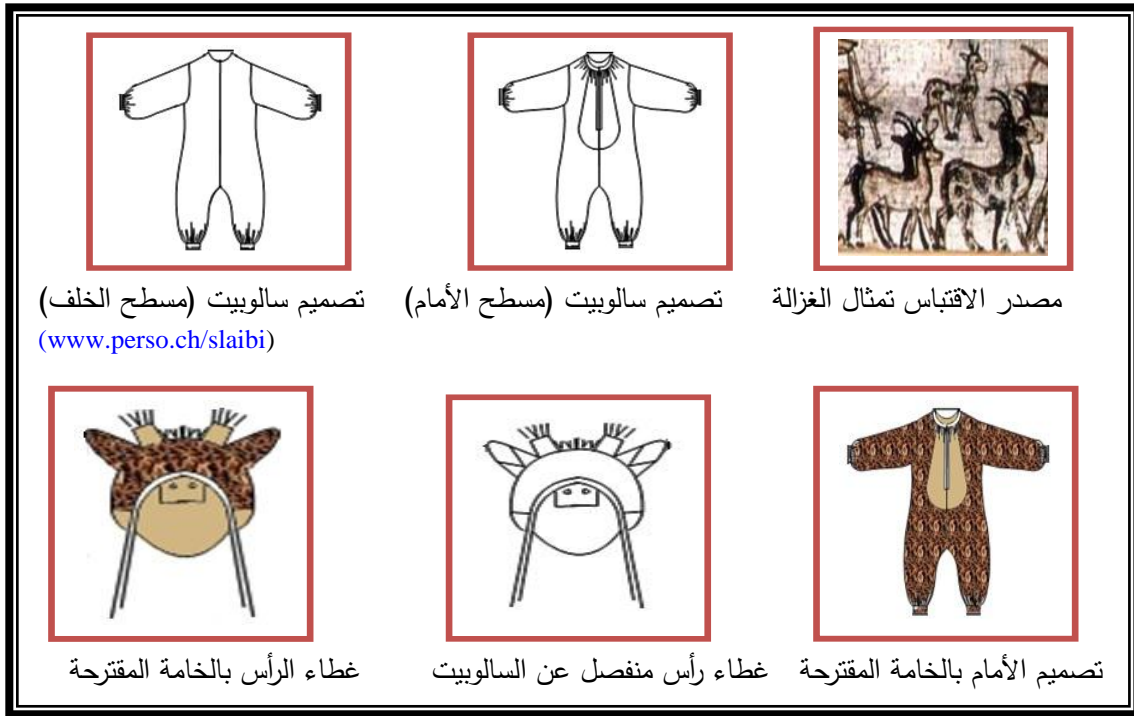 مصدر الاقتباس تمثال الغزالة
تصميم سالوبيت (مسطح الأمام)
تصميم سالوبيت (مسطح الخلف)
(www.perso.ch/slaibi)
تصميم الأمام بالخامة المقترحة
غطاء رأس منفصل عن السالوبيت
غطاء الرأس بالخامة المقترحة